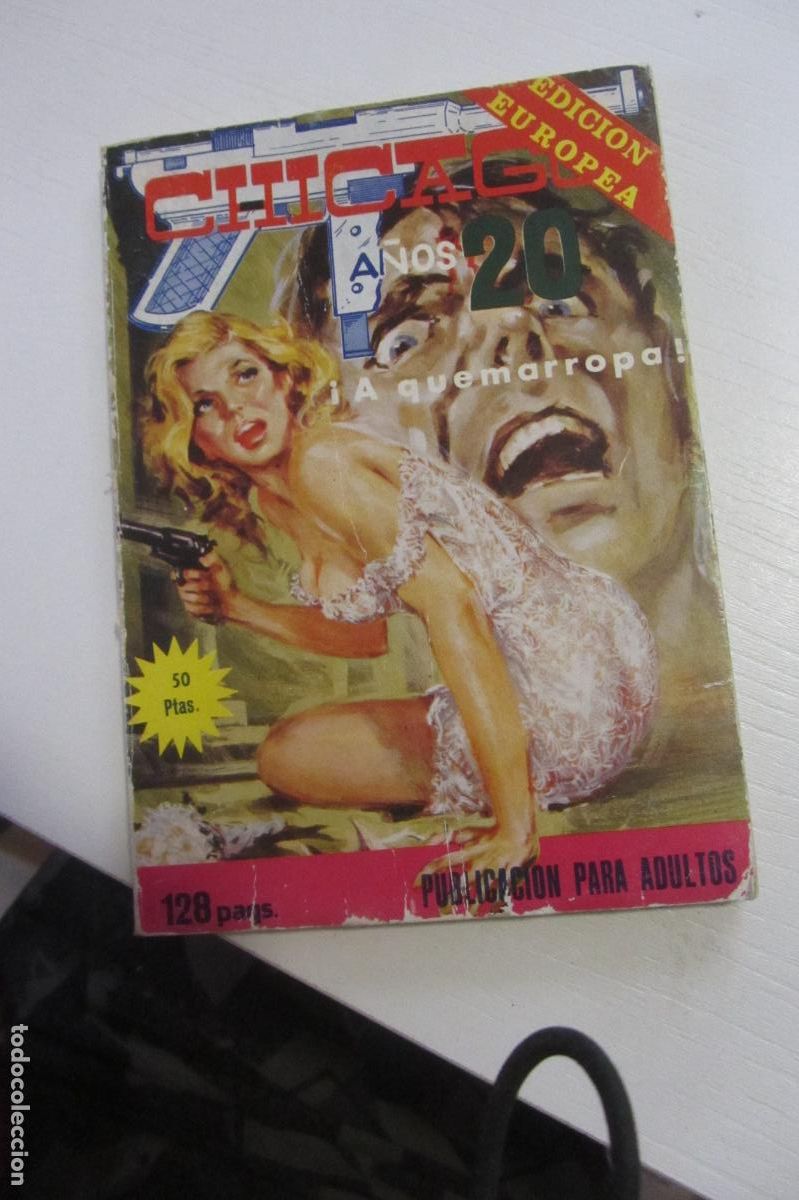 EDICION
EUROPEA
CHICAGO
AÑOS 20
¡A quemarropa!
50
Ptas.
128 pags.
PUBLICACION PARA ADULTOS
todocoleccion